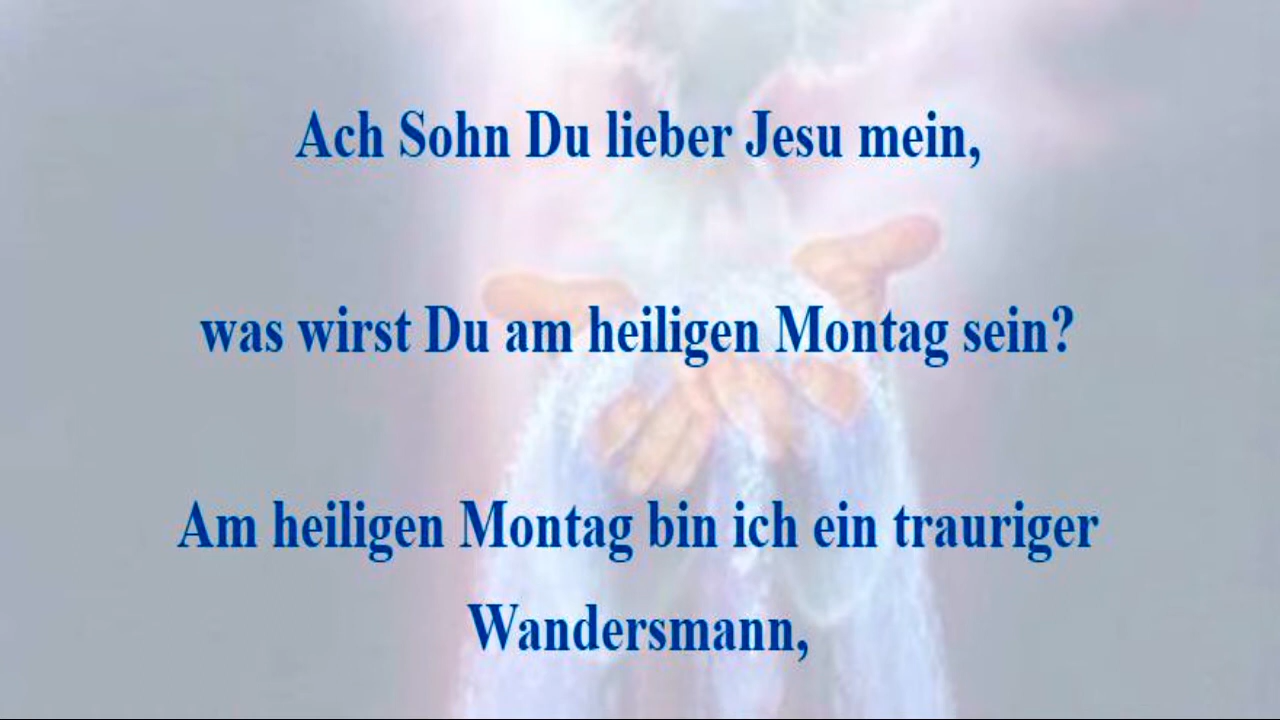 Ach Sohn Du lieber Jesu mein,
was wirst Du am heiligen Montag sein?
Am heiligen Montag bin ich ein trauriger
Wandersmann,